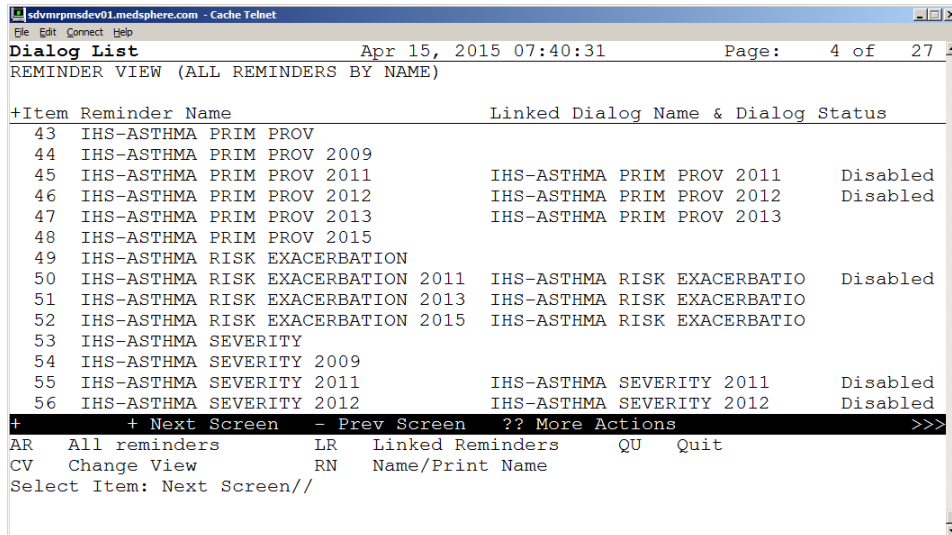 sdvmrpmsdev01.medsphere.com - Cache Telnet
File Edit Connect Help
Dialog List Apr 15, 2015 07:40:31 Page: 4 of 27
REMINDER VIEW (ALL REMINDERS BY NAME)
+Item Reminder Name Linked Dialog Name & Dialog Status
43 IHS-ASTHMA PRIM PROV
44 IHS-ASTHMA PRIM PROV 2009
45 IHS-ASTHMA PRIM PROV 2011 IHS-ASTHMA PRIM PROV 2011 Disabled
46 IHS-ASTHMA PRIM PROV 2012 IHS-ASTHMA PRIM PROV 2012 Disabled
47 IHS-ASTHMA PRIM PROV 2013 IHS-ASTHMA PRIM PROV 2013
48 IHS-ASTHMA PRIM PROV 2015
49 IHS-ASTHMA RISK EXACERBATION
50 IHS-ASTHMA RISK EXACERBATION 2011 IHS-ASTHMA RISK EXACERBATIO Disabled
51 IHS-ASTHMA RISK EXACERBATION 2013 IHS-ASTHMA RISK EXACERBATIO
52 IHS-ASTHMA RISK EXACERBATION 2015 IHS-ASTHMA RISK EXACERBATIO
53 IHS-ASTHMA SEVERITY
54 IHS-ASTHMA SEVERITY 2009
55 IHS-ASTHMA SEVERITY 2011 IHS-ASTHMA SEVERITY 2011 Disabled
56 IHS-ASTHMA SEVERITY 2012 IHS-ASTHMA SEVERITY 2012 Disabled
+ + Next Screen - Prev Screen ?? More Actions >>>
AR All reminders LR Linked Reminders QU Quit
CV Change View RN Name/Print Name
Select Item: Next Screen//